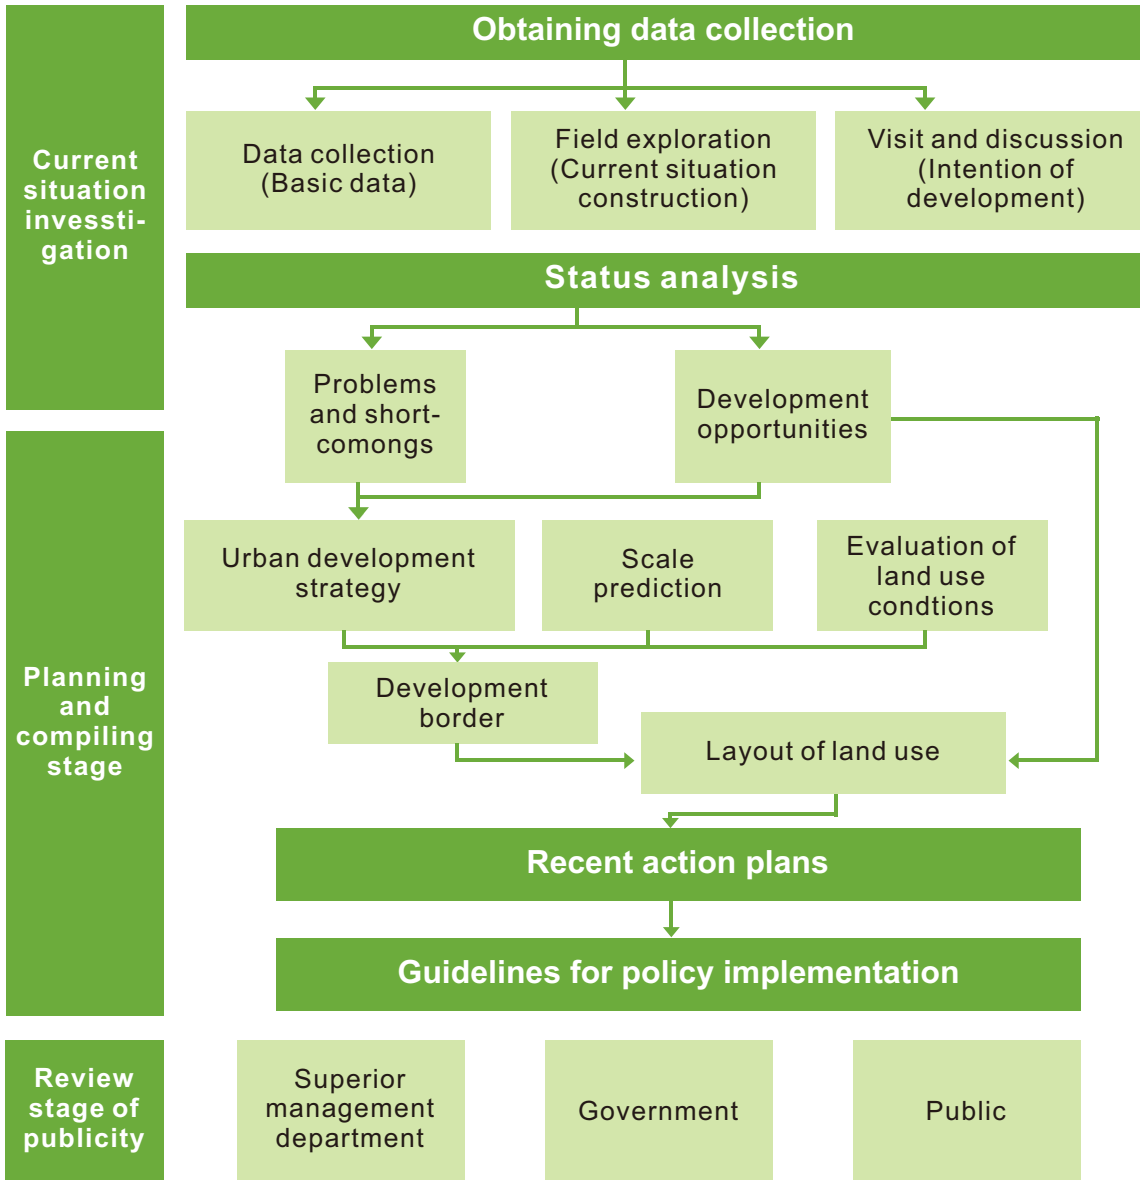 Obtaining data collection
Current
situation
invessti-
gation
Data collection
(Basic data)
Field exploration
(Current situation
construction)
Visit and discussion
(Intention of
development)
Status analysis
Problems
and short-
comongs
Development
opportunities
Planning
and
compiling
stage
Urban development
strategy
Scale
prediction
Evaluation of
land use
condtions
Development
border
Layout of land use
Recent action plans
Guidelines for policy implementation
Review
stage of
publicity
Superior
management
department
Government
Public